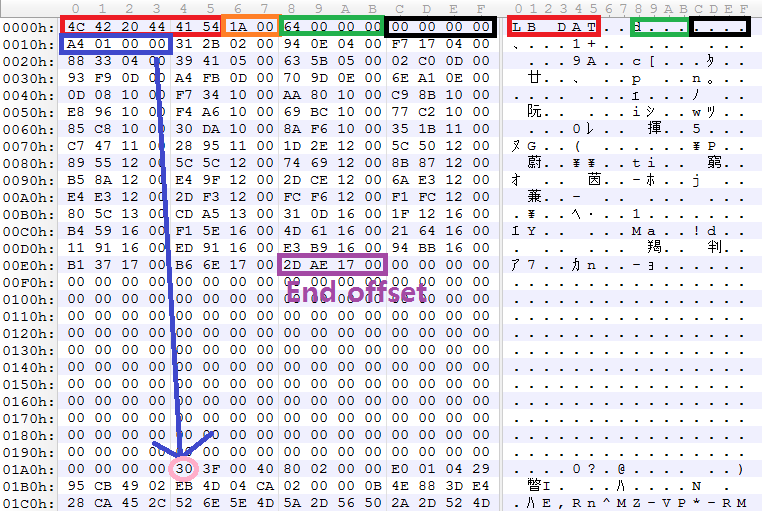 0 1 2 3 4 5 6 7 8 9 A B C D E F 0123456789ABCDEF
0000h: 4C 42 20 44 41 54 1A 00 64 00 00 00 00 00 00 00 LB DAT..d.......
0010h: A4 01 00 00 31 2B 02 00 94 0E 04 00 F7 17 04 00 ､...1+..........
0020h: 88 33 04 00 39 41 05 00 63 5B 05 00 02 C0 0D 00 ....9A..c[...ﾀ..
0030h: 93 F9 0D 00 A4 FB 0D 00 70 9D 0E 00 6E A1 0E 00 廿..､...p...n｡..
0040h: 0D 08 10 00 F7 34 10 00 AA 80 10 00 C9 8B 10 00 ........ｪ...ﾉ...
0050h: E8 96 10 00 F4 A6 10 00 69 BC 10 00 77 C2 10 00 阮......iｼ..wﾂ..
0060h: 85 C8 10 00 30 DA 10 00 8A F6 10 00 35 1B 11 00 ....0ﾚ..揮..5...
0070h: C7 47 11 00 28 95 11 00 1D 2E 12 00 5C 50 12 00 ﾇG..(.......¥P..
0080h: 89 55 12 00 5C 5C 12 00 74 69 12 00 8B 87 12 00 蔚..¥¥..ti..窮..
0090h: B5 8A 12 00 E4 9F 12 00 2D CE 12 00 6A E3 12 00 ｵ...茵..-ﾎ..j...
00A0h: E4 E3 12 00 2D F3 12 00 FC F6 12 00 F1 FC 12 00 ....-...........
00B0h: 80 5C 13 00 CD A5 13 00 31 0D 16 00 1F 12 16 00 .¥..ﾍ･..1.......
00C0h: B4 59 16 00 F1 5E 16 00 4D 61 16 00 21 64 16 00 ｴY......Ma..!d..
00D0h: 11 91 16 00 ED 91 16 00 E3 B9 16 00 94 BB 16 00
00E0h: B1 37 17 00 B6 6E 17 00 2D AE 17 00 00 00 00 00 ｱ7..ｶn..-ｮ......
End offset
00F0h: 00 00 00 00 00 00 00 00 00 00 00 00 00 00 00 00 ................
0100h: 00 00 00 00 00 00 00 00 00 00 00 00 00 00 00 00 ................
0110h: 00 00 00 00 00 00 00 00 00 00 00 00 00 00 00 00 ................
0120h: 00 00 00 00 00 00 00 00 00 00 00 00 00 00 00 00 ................
0130h: 00 00 00 00 00 00 00 00 00 00 00 00 00 00 00 00 ................
0140h: 00 00 00 00 00 00 00 00 00 00 00 00 00 00 00 00 ................
0150h: 00 00 00 00 00 00 00 00 00 00 00 00 00 00 00 00 ................
0160h: 00 00 00 00 00 00 00 00 00 00 00 00 00 00 00 00 ................
0170h: 00 00 00 00 00 00 00 00 00 00 00 00 00 00 00 00 ................
0180h: 00 00 00 00 00 00 00 00 00 00 00 00 00 00 00 00 ................
0190h: 00 00 00 00 00 00 00 00 00 00 00 00 00 00 00 00 ................
01A0h: 00 00 00 00 30 3F 00 40 80 02 00 00 E0 01 04 29 ....0?.@.......)
01B0h: 95 CB 49 02 EB 4D 04 CA 02 00 00 0B 4E 88 3D E4
01C0h: 28 CA 45 2C 52 6E 5E 4D 5A 2D 56 50 2A 2D 52 4D (ﾊE,Rn^MZ-VP*-RM